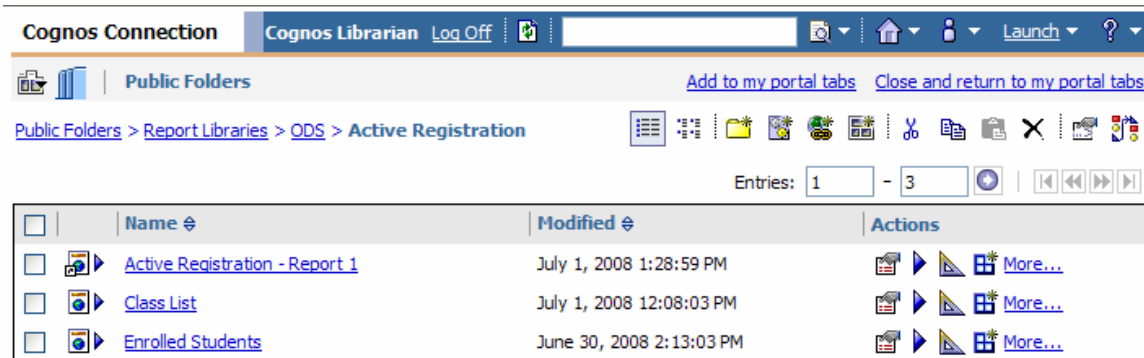 Cognos Connection Cognos Librarian Log Off Launch ?
Public Folders Add to my portal tabs Close and return to my portal tabs
Public Folders > Report Libraries > ODS > Active Registration
Entries: 1 - 3
Name Modified Actions
Active Registration - Report 1 July 1, 2008 1:28:59 PM More...
Class List July 1, 2008 12:08:03 PM More...
Enrolled Students June 30, 2008 2:13:03 PM More...